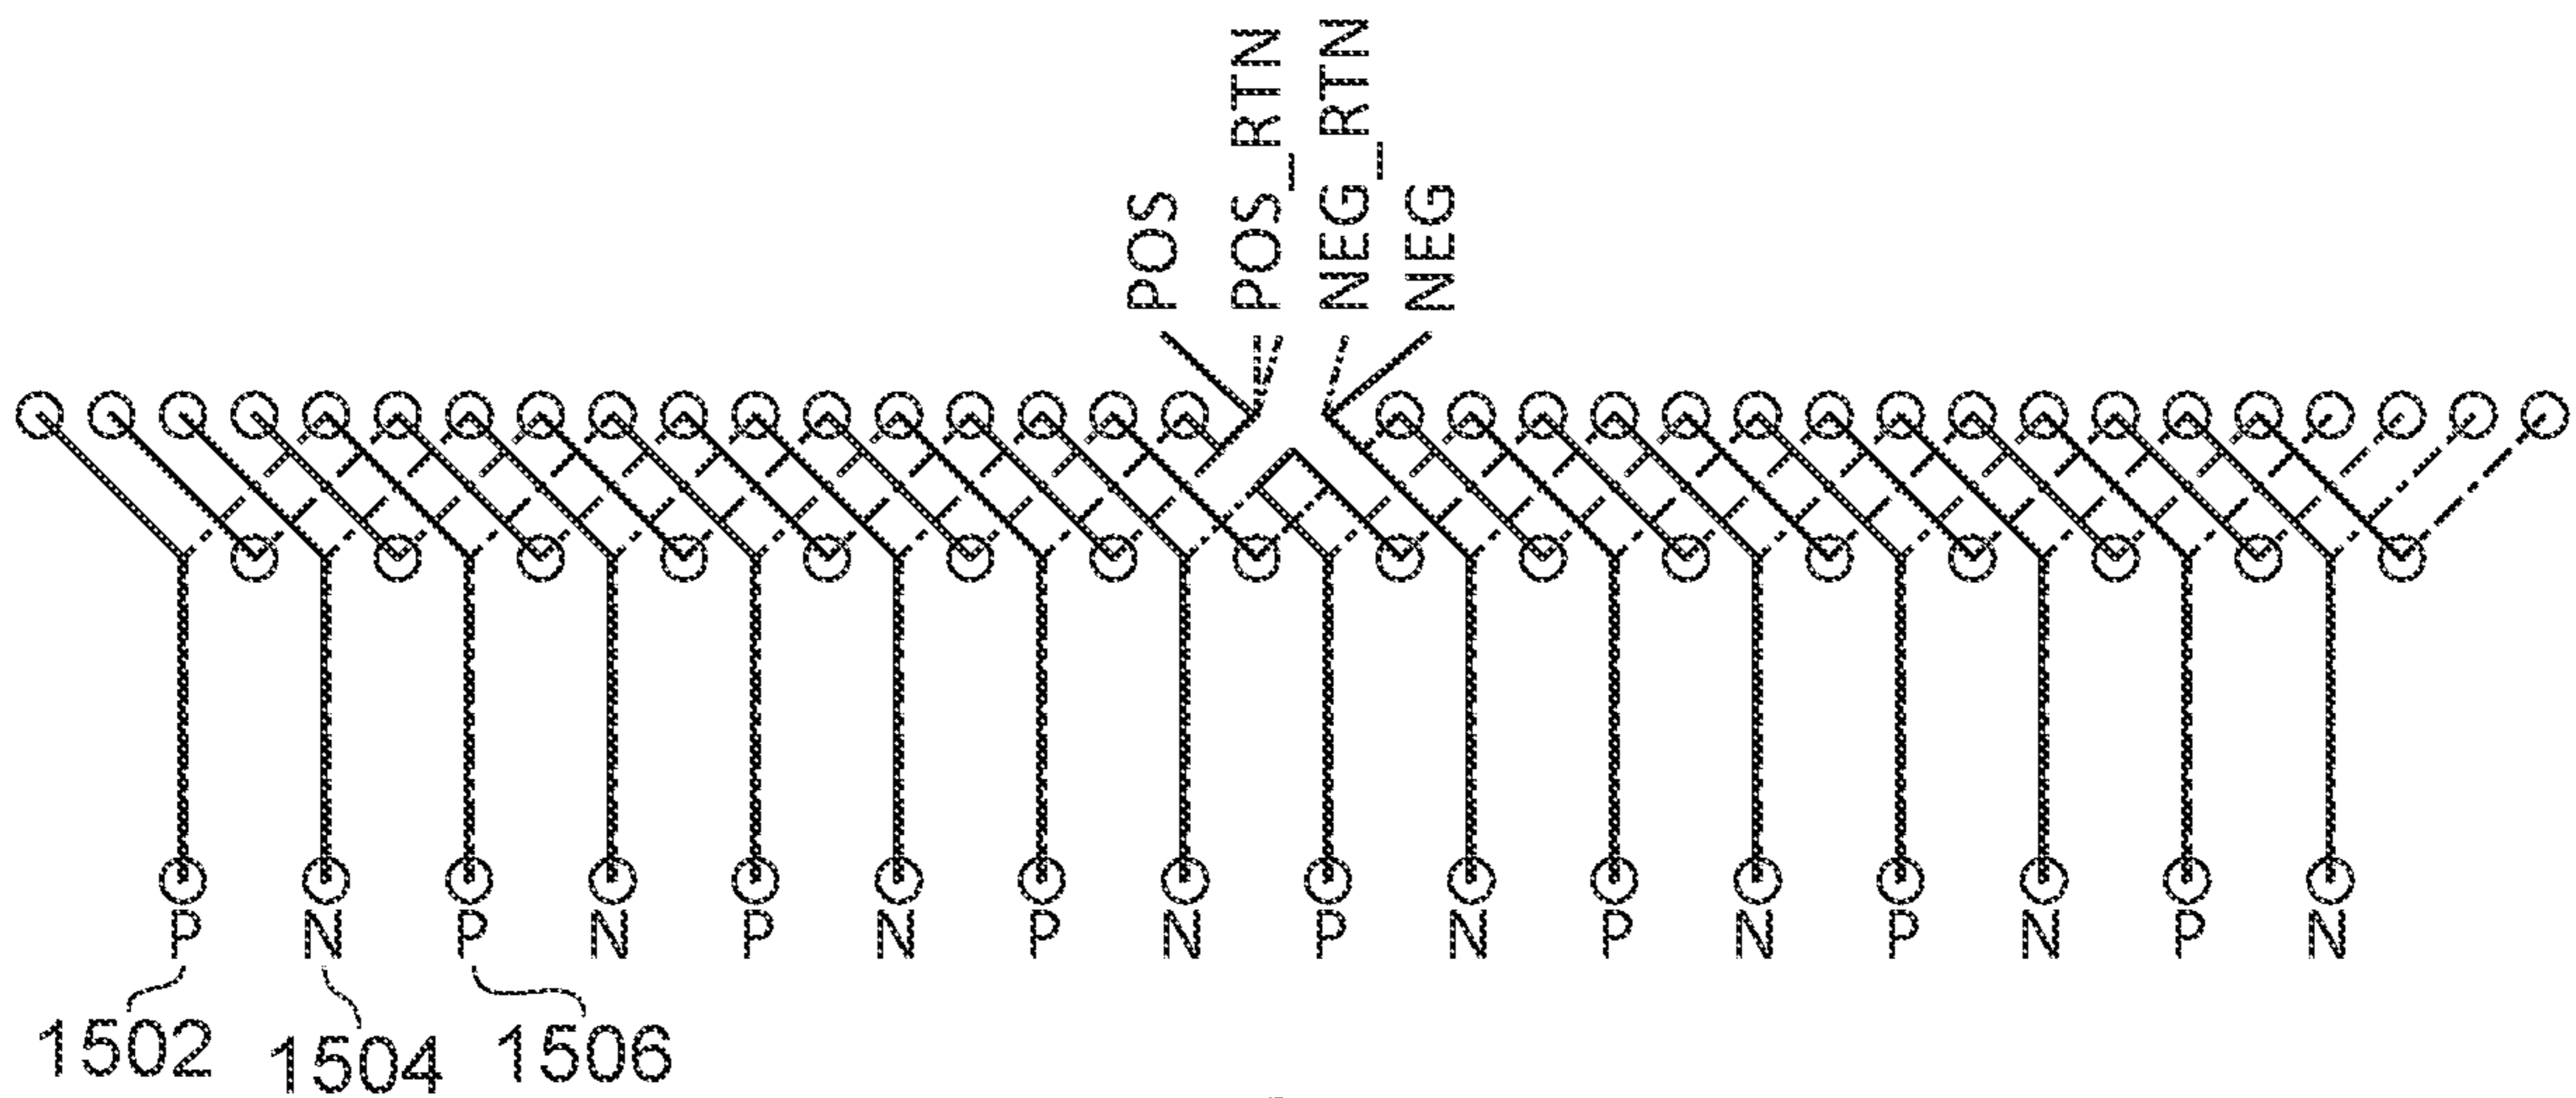 POS
POS_RTN
NEG_RTN
NEG
P N P N P N P N P N P N P N P N
1502 1504 1506